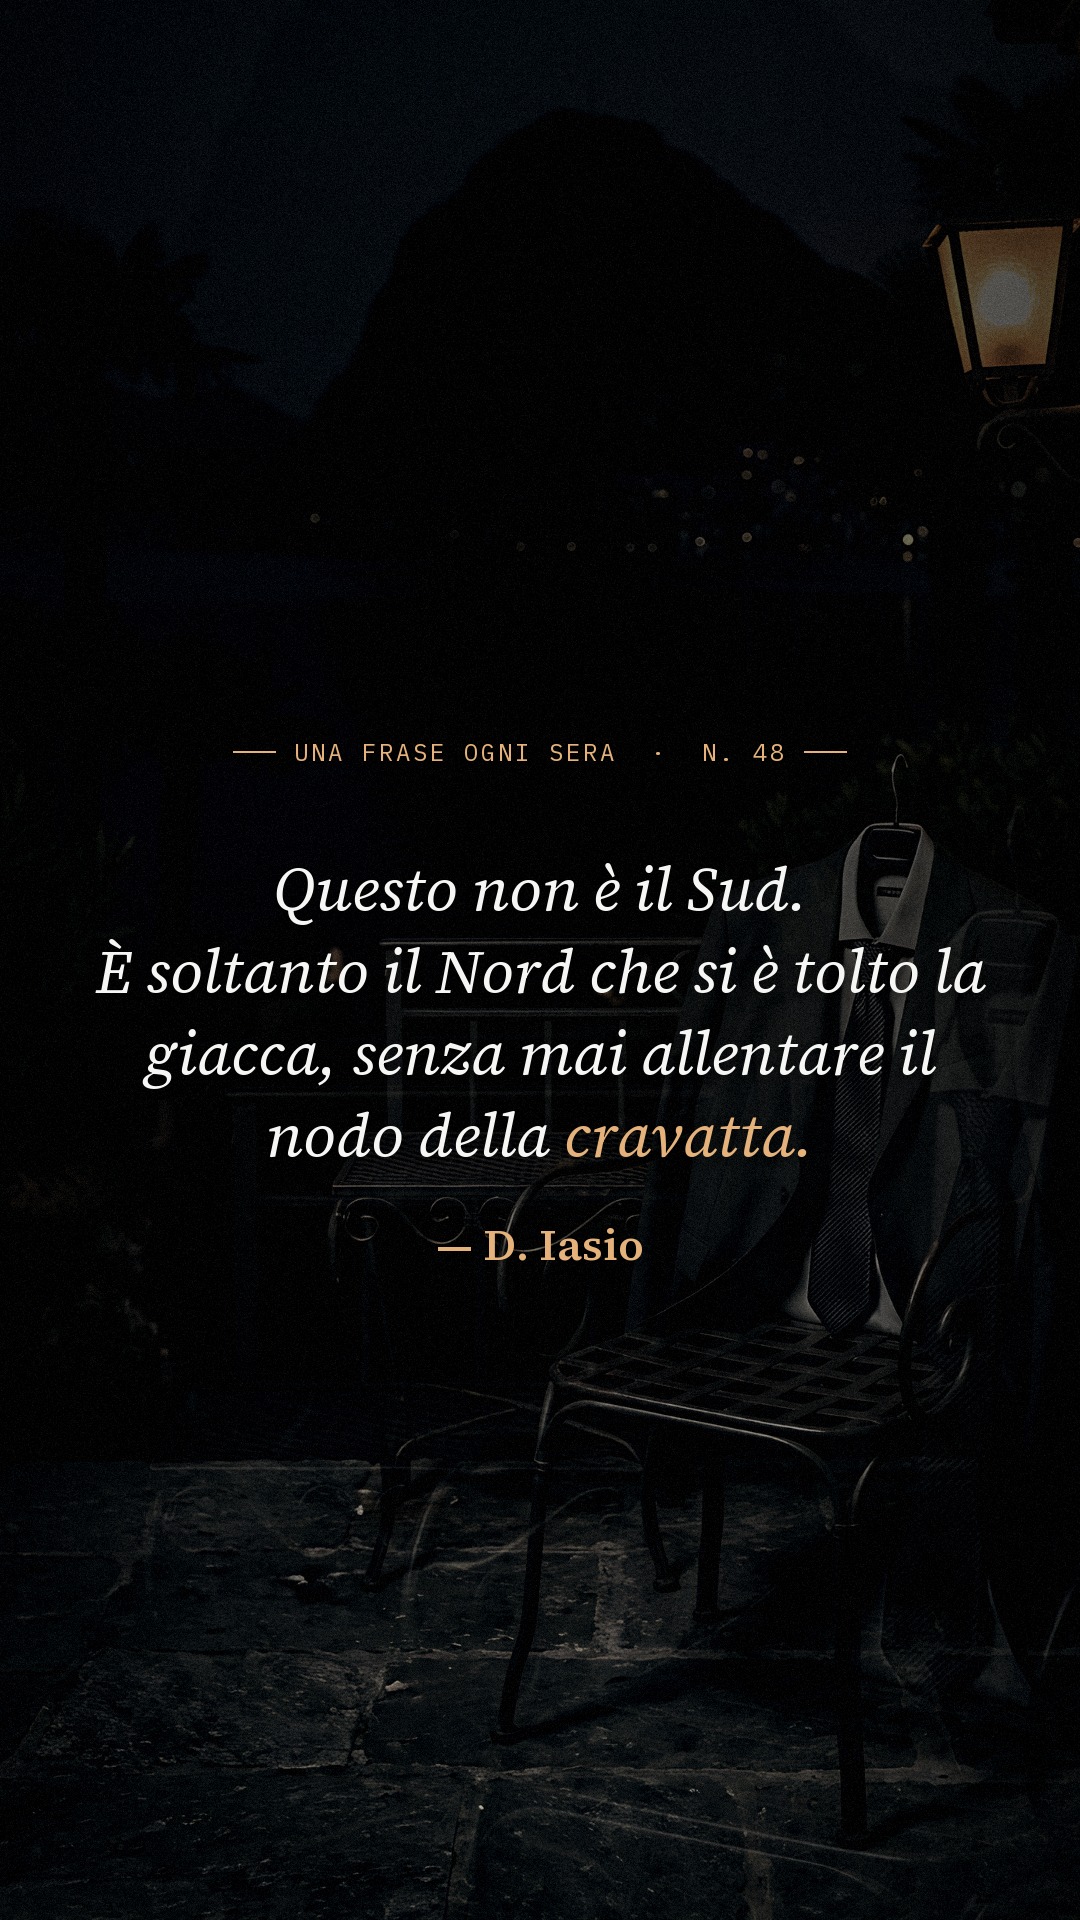 UNA FRASE OGNI SERA · N. 48
Questo non è il Sud.
È soltanto il Nord che si è tolto la
giacca, senza mai allentare il
nodo della cravatta.
— D. Iasio